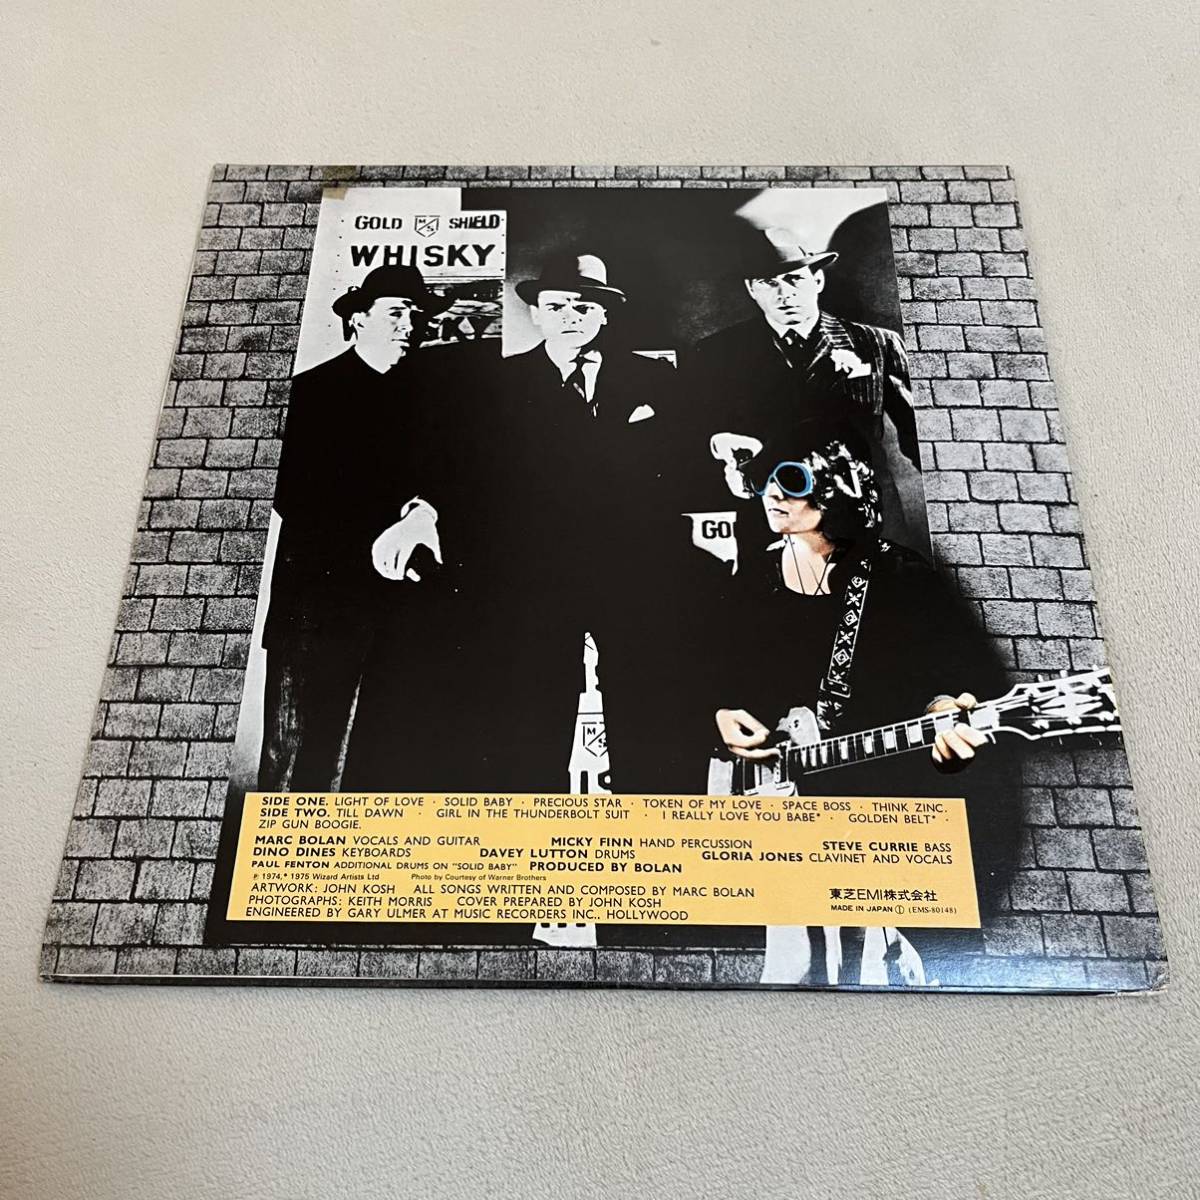 GOLD M S SHIELD
WHISKY
KY
GO
M S
SIDE ONE. LIGHT OF LOVE · SOLID BABY · PRECIOUS STAR · TOKEN OF MY LOVE · SPACE BOSS · THINK ZINC.
SIDE TWO. TILL DAWN · GIRL IN THE THUNDERBOLT SUIT · I REALLY LOVE YOU BABE* · GOLDEN BELT* ·
ZIP GUN BOOGIE.
MARC BOLAN VOCALS AND GUITAR MICKY FINN HAND PERCUSSION STEVE CURRIE BASS
DINO DINES KEYBOARDS DAVEY LUTTON DRUMS GLORIA JONES CLAVINET AND VOCALS
PAUL FENTON ADDITIONAL DRUMS ON "SOLID BABY" PRODUCED BY BOLAN
℗ 1974,* 1975 Wizard Artists Ltd Photo by Courtesy of Warner Brothers
ARTWORK: JOHN KOSH ALL SONGS WRITTEN AND COMPOSED BY MARC BOLAN
PHOTOGRAPHS: KEITH MORRIS COVER PREPARED BY JOHN KOSH
ENGINEERED BY GARY ULMER AT MUSIC RECORDERS INC., HOLLYWOOD
東芝EMI株式会社
MADE IN JAPAN Ⓘ (EMS-80148)